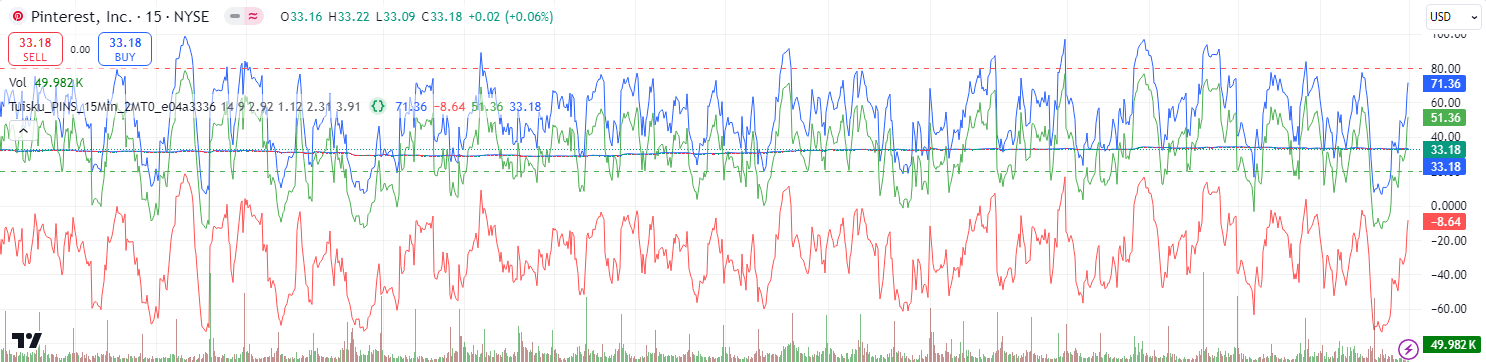 Pinterest, Inc. · 15 · NYSE O33.16 H33.22 L33.09 C33.18 +0.02 (+0.06%)
USD
33.18 SELL 0.00 33.18 BUY
Vol 49.982 K
Tuisku_PINS_15Min_2MT0_e04a3336 14 9 2.92 1.12 2.31 3.91 71.36 −8.64 51.36 33.18
100.00
80.00
71.36
60.00
51.36
40.00
33.18
33.18
0.0000
−8.64
−20.00
−40.00
−60.00
49.982 K